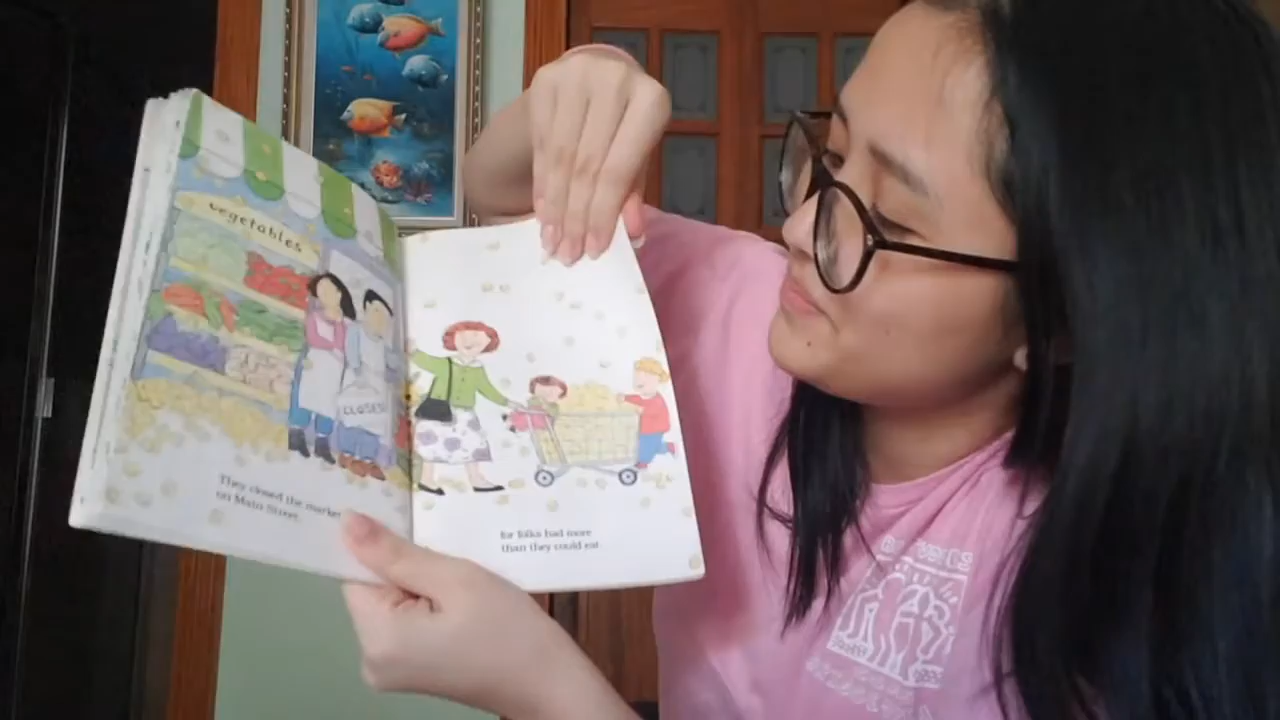 vegetables
CLOSED
They closed the market
on Main Street,
for folks had more
than they could eat